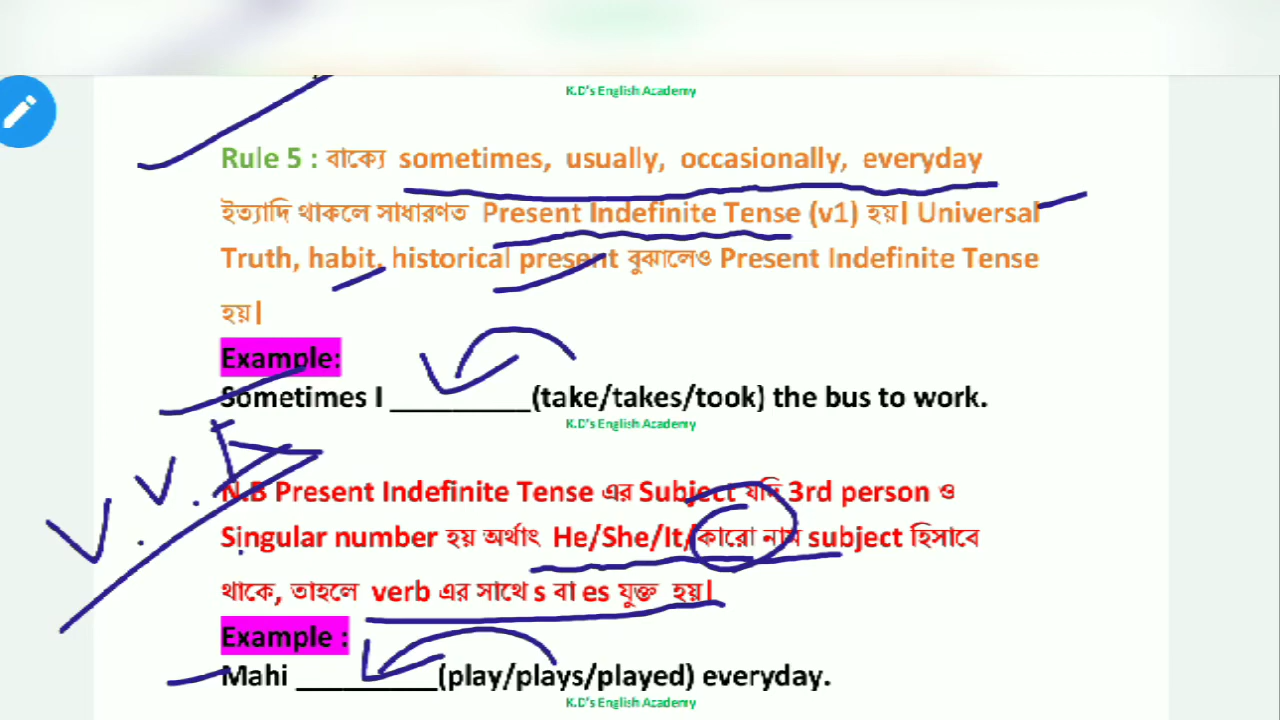 K.D's English Academy
Rule 5 : বাক্যে sometimes, usually, occasionally, everyday
ইত্যাদি থাকলে সাধারণত Present Indefinite Tense (v1) হয়। Universal
Truth, habit, historical present বুঝালেও Present Indefinite Tense
হয়।
Example:
Sometimes I _________(take/takes/took) the bus to work.
K.D's English Academy
V.V.I
N.B Present Indefinite Tense এর Subject যদি 3rd person ও
Singular number হয় অর্থাৎ He/She/It/কারো নাম subject হিসাবে
থাকে, তাহলে verb এর সাথে s বা es যুক্ত হয়।
Example :
Mahi _________(play/plays/played) everyday.
K.D's English Academy